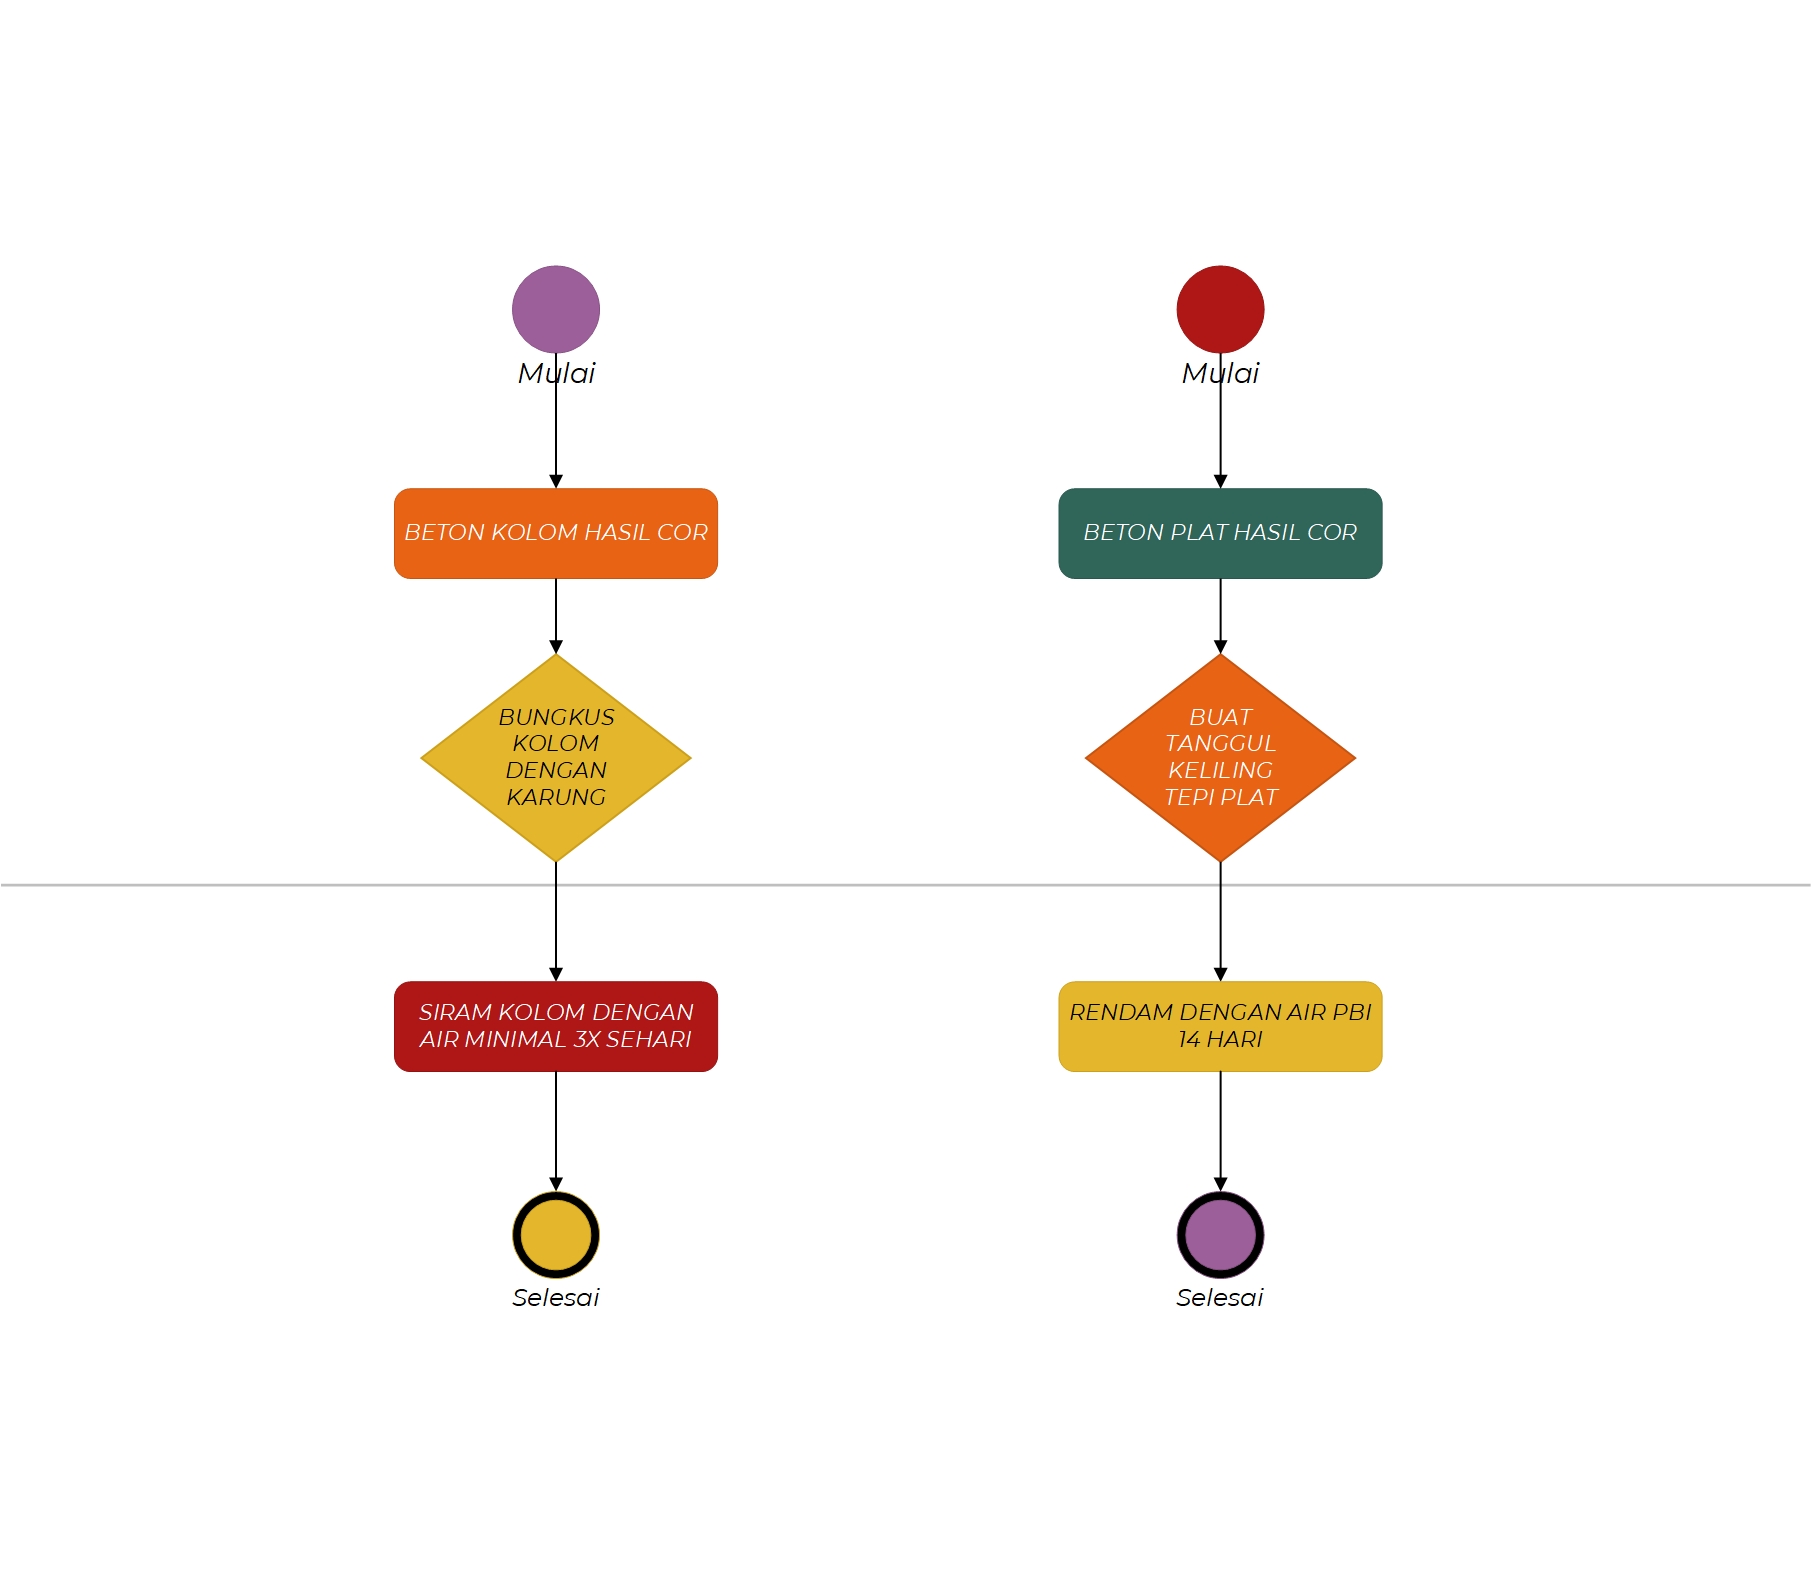 Mulai
BETON KOLOM HASIL COR
BUNGKUS
KOLOM
DENGAN
KARUNG
SIRAM KOLOM DENGAN
AIR MINIMAL 3X SEHARI
Selesai
Mulai
BETON PLAT HASIL COR
BUAT
TANGGUL
KELILING
TEPI PLAT
RENDAM DENGAN AIR PBI
14 HARI
Selesai